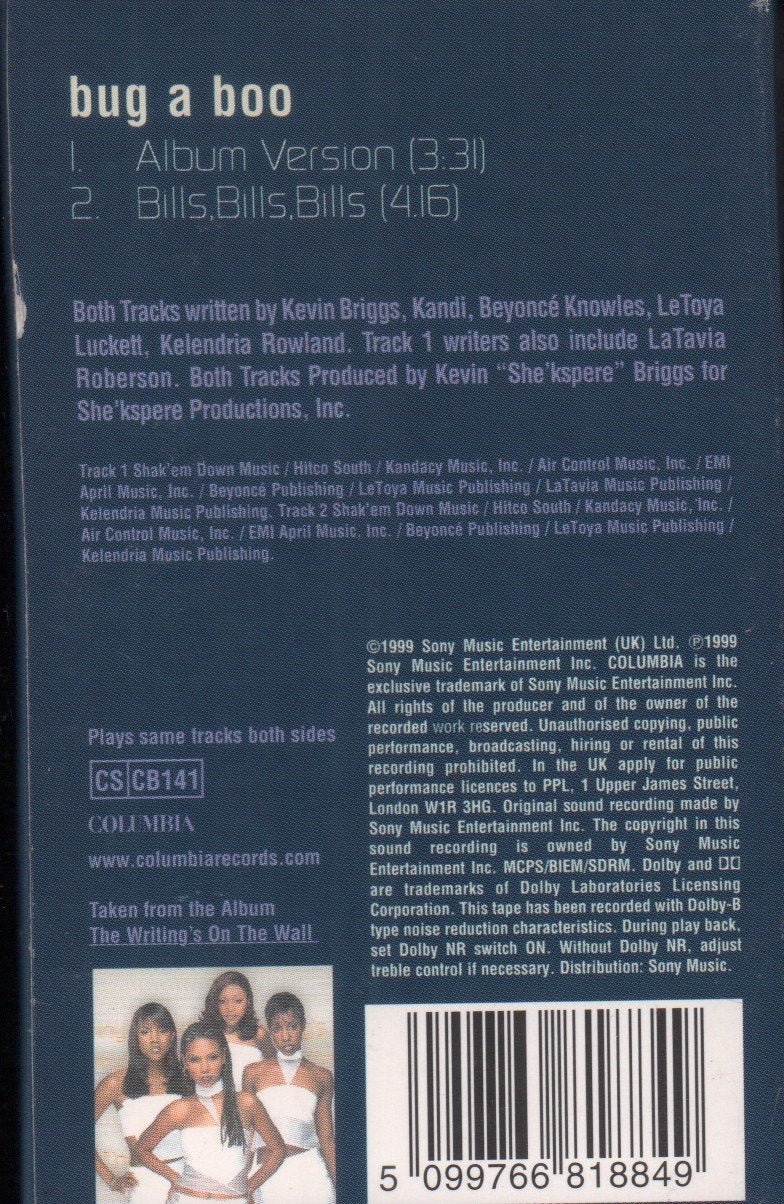 bug a boo
1. Album Version (3:31)
2. Bills,Bills,Bills (4.16)
Both Tracks written by Kevin Briggs, Kandi, Beyoncé Knowles, LeToya
Luckett, Kelendria Rowland. Track 1 writers also include LaTavia
Roberson. Both Tracks Produced by Kevin "She'kspere" Briggs for
She'kspere Productions, Inc.
Track 1 Shak'em Down Music / Hitco South / Kandacy Music, Inc. / Air Control Music, Inc. / EMI
April Music, Inc. / Beyoncé Publishing / LeToya Music Publishing / LaTavia Music Publishing /
Kelendria Music Publishing. Track 2 Shak'em Down Music / Hitco South / Kandacy Music, Inc. /
Air Control Music, Inc. / EMI April Music, Inc. / Beyoncé Publishing / LeToya Music Publishing /
Kelendria Music Publishing.
©1999 Sony Music Entertainment (UK) Ltd. ℗1999
Sony Music Entertainment Inc. COLUMBIA is the
exclusive trademark of Sony Music Entertainment Inc.
All rights of the producer and of the owner of the
recorded work reserved. Unauthorised copying, public
performance, broadcasting, hiring or rental of this
recording prohibited. In the UK apply for public
performance licences to PPL, 1 Upper James Street,
London W1R 3HG. Original sound recording made by
Sony Music Entertainment Inc. The copyright in this
sound recording is owned by Sony Music
Entertainment Inc. MCPS/BIEM/SDRM. Dolby and DD
are trademarks of Dolby Laboratories Licensing
Corporation. This tape has been recorded with Dolby-B
type noise reduction characteristics. During play back,
set Dolby NR switch ON. Without Dolby NR, adjust
treble control if necessary. Distribution: Sony Music.
Plays same tracks both sides
CS CB141
COLUMBIA
www.columbiarecords.com
Taken from the Album
The Writing's On The Wall
5 099766 818849